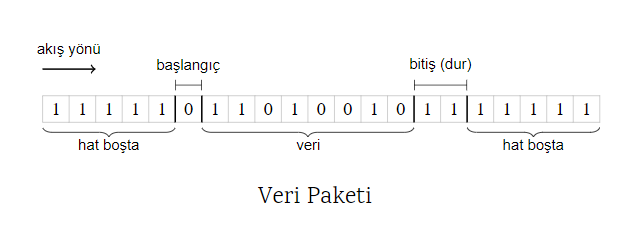 akış yönü
başlangıç
bitiş (dur)
1 1 1 1 1 0 1 1 0 1 0 0 1 0 1 1 1 1 1 1 1
hat boşta
veri
hat boşta
Veri Paketi